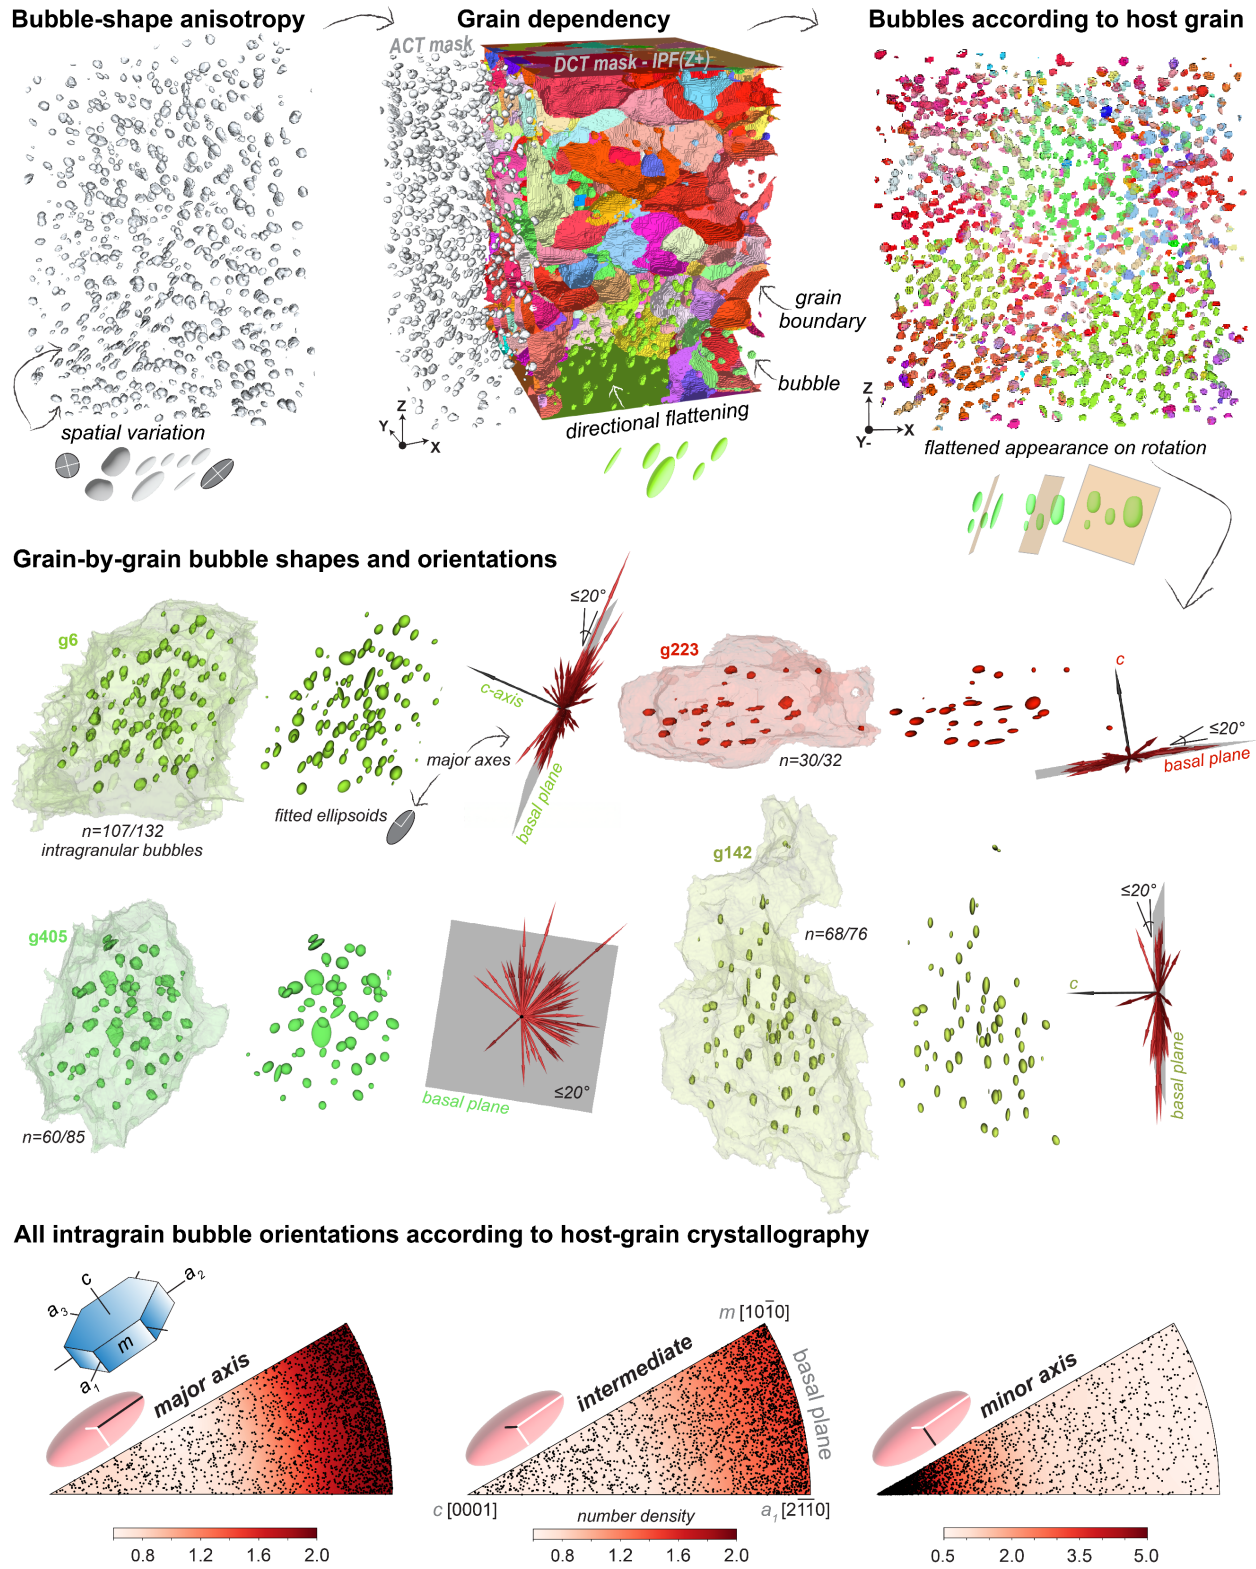 Bubble-shape anisotropy
Grain dependency
Bubbles according to host grain
ACT mask
DCT mask - IPF(Z+)
grain
boundary
bubble
directional flattening
Z
Y
X
spatial variation
Z
Y-
X
flattened appearance on rotation
Grain-by-grain bubble shapes and orientations
g6
≤20°
c-axis
major axes
basal plane
fitted ellipsoids
n=107/132
intragranular bubbles
g223
n=30/32
c
≤20°
basal plane
g405
n=60/85
basal plane
≤20°
g142
n=68/76
≤20°
c
basal plane
All intragrain bubble orientations according to host-grain crystallography
c
a₂
a₃
m
a₁
major axis
intermediate
m [101̅0]
basal plane
c [0001]
a₁ [21̅1̅0]
minor axis
number density
0.8 1.2 1.6 2.0
0.8 1.2 1.6 2.0
0.5 2.0 3.5 5.0